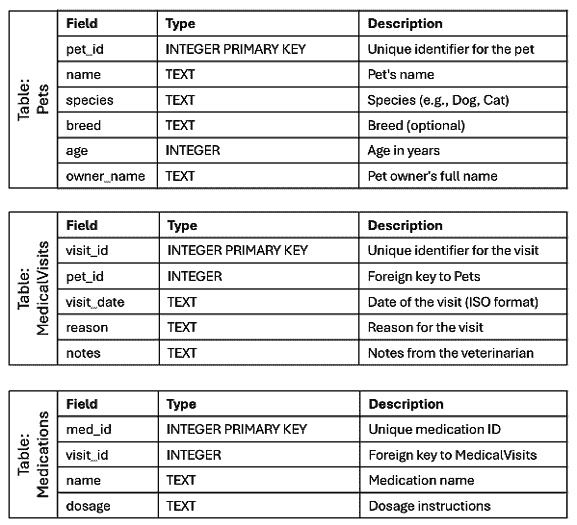 Table: Pets
Field Type Description
pet_id INTEGER PRIMARY KEY Unique identifier for the pet
name TEXT Pet's name
species TEXT Species (e.g., Dog, Cat)
breed TEXT Breed (optional)
age INTEGER Age in years
owner_name TEXT Pet owner's full name
Table: MedicalVisits
Field Type Description
visit_id INTEGER PRIMARY KEY Unique identifier for the visit
pet_id INTEGER Foreign key to Pets
visit_date TEXT Date of the visit (ISO format)
reason TEXT Reason for the visit
notes TEXT Notes from the veterinarian
Table: Medications
Field Type Description
med_id INTEGER PRIMARY KEY Unique medication ID
visit_id INTEGER Foreign key to MedicalVisits
name TEXT Medication name
dosage TEXT Dosage instructions